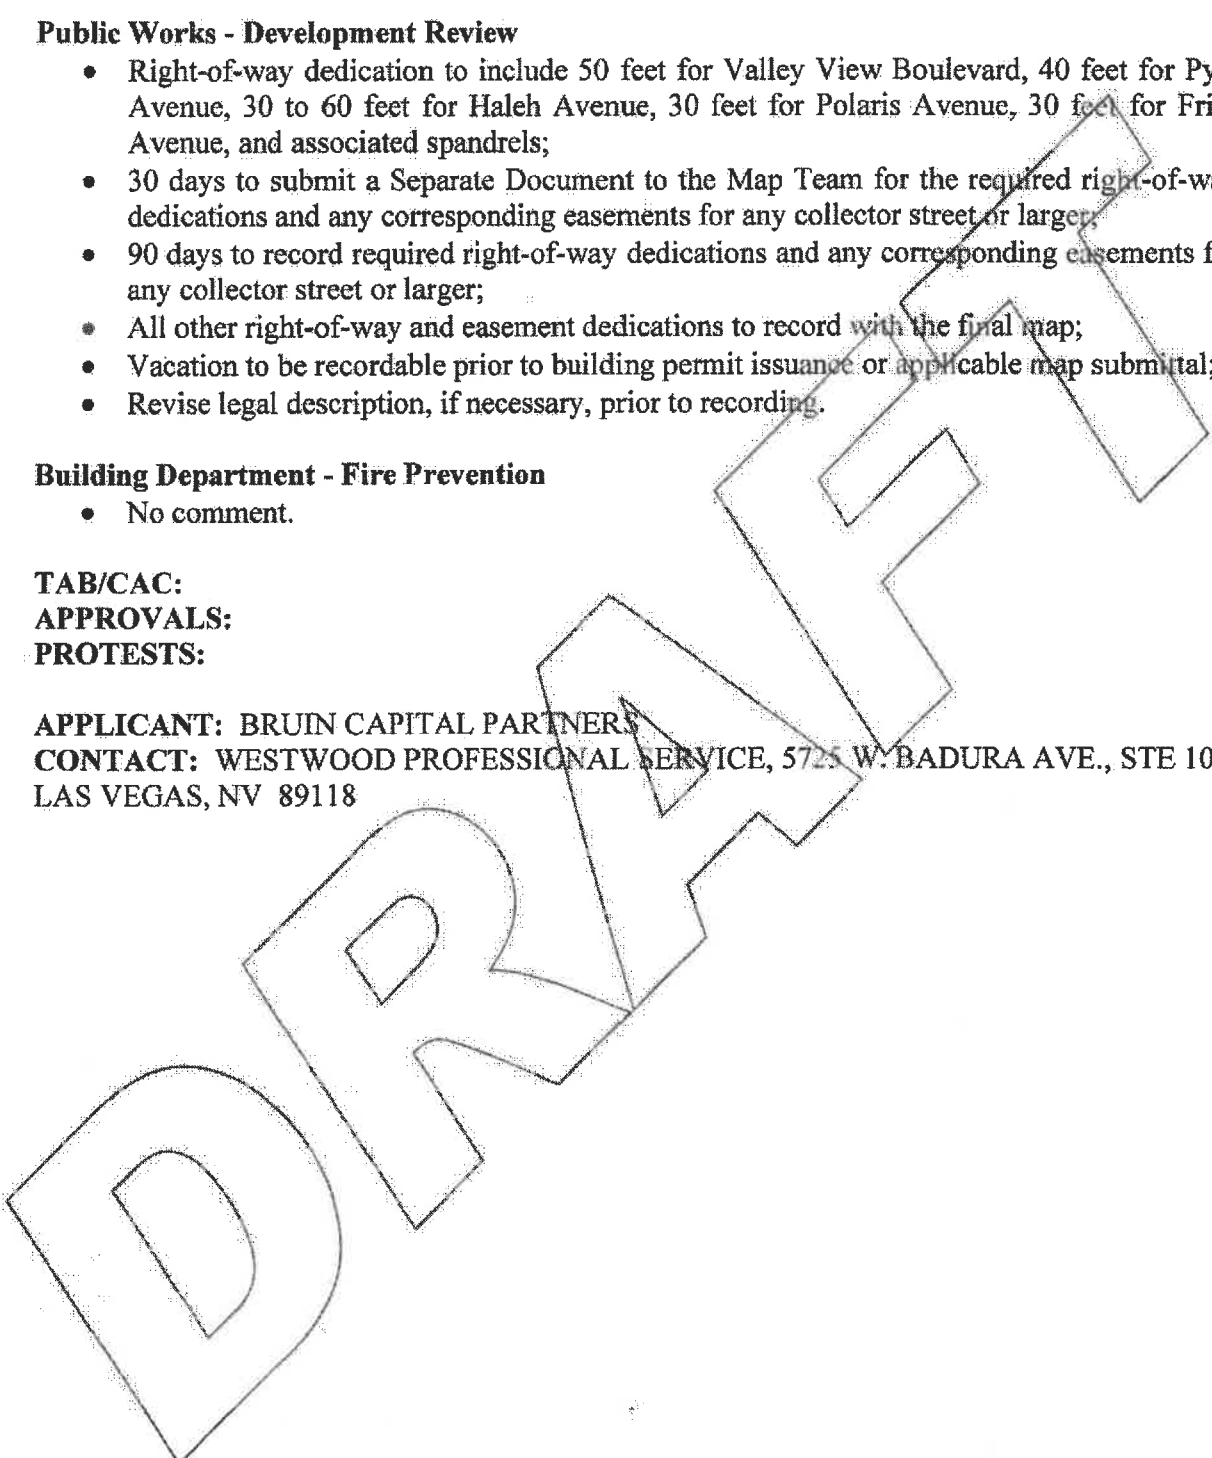 Public Works - Development Review
• Right-of-way dedication to include 50 feet for Valley View Boulevard, 40 feet for Py
Avenue, 30 to 60 feet for Haleh Avenue, 30 feet for Polaris Avenue, 30 feet for Fri
Avenue, and associated spandrels;
• 30 days to submit a Separate Document to the Map Team for the required right-of-w
dedications and any corresponding easements for any collector street or larger;
• 90 days to record required right-of-way dedications and any corresponding easements f
any collector street or larger;
• All other right-of-way and easement dedications to record with the final map;
• Vacation to be recordable prior to building permit issuance or applicable map submittal;
• Revise legal description, if necessary, prior to recording.
Building Department - Fire Prevention
• No comment.
TAB/CAC:
APPROVALS:
PROTESTS:
APPLICANT: BRUIN CAPITAL PARTNERS
CONTACT: WESTWOOD PROFESSIONAL SERVICE, 5725 W. BADURA AVE., STE 10
LAS VEGAS, NV 89118
DRAFT